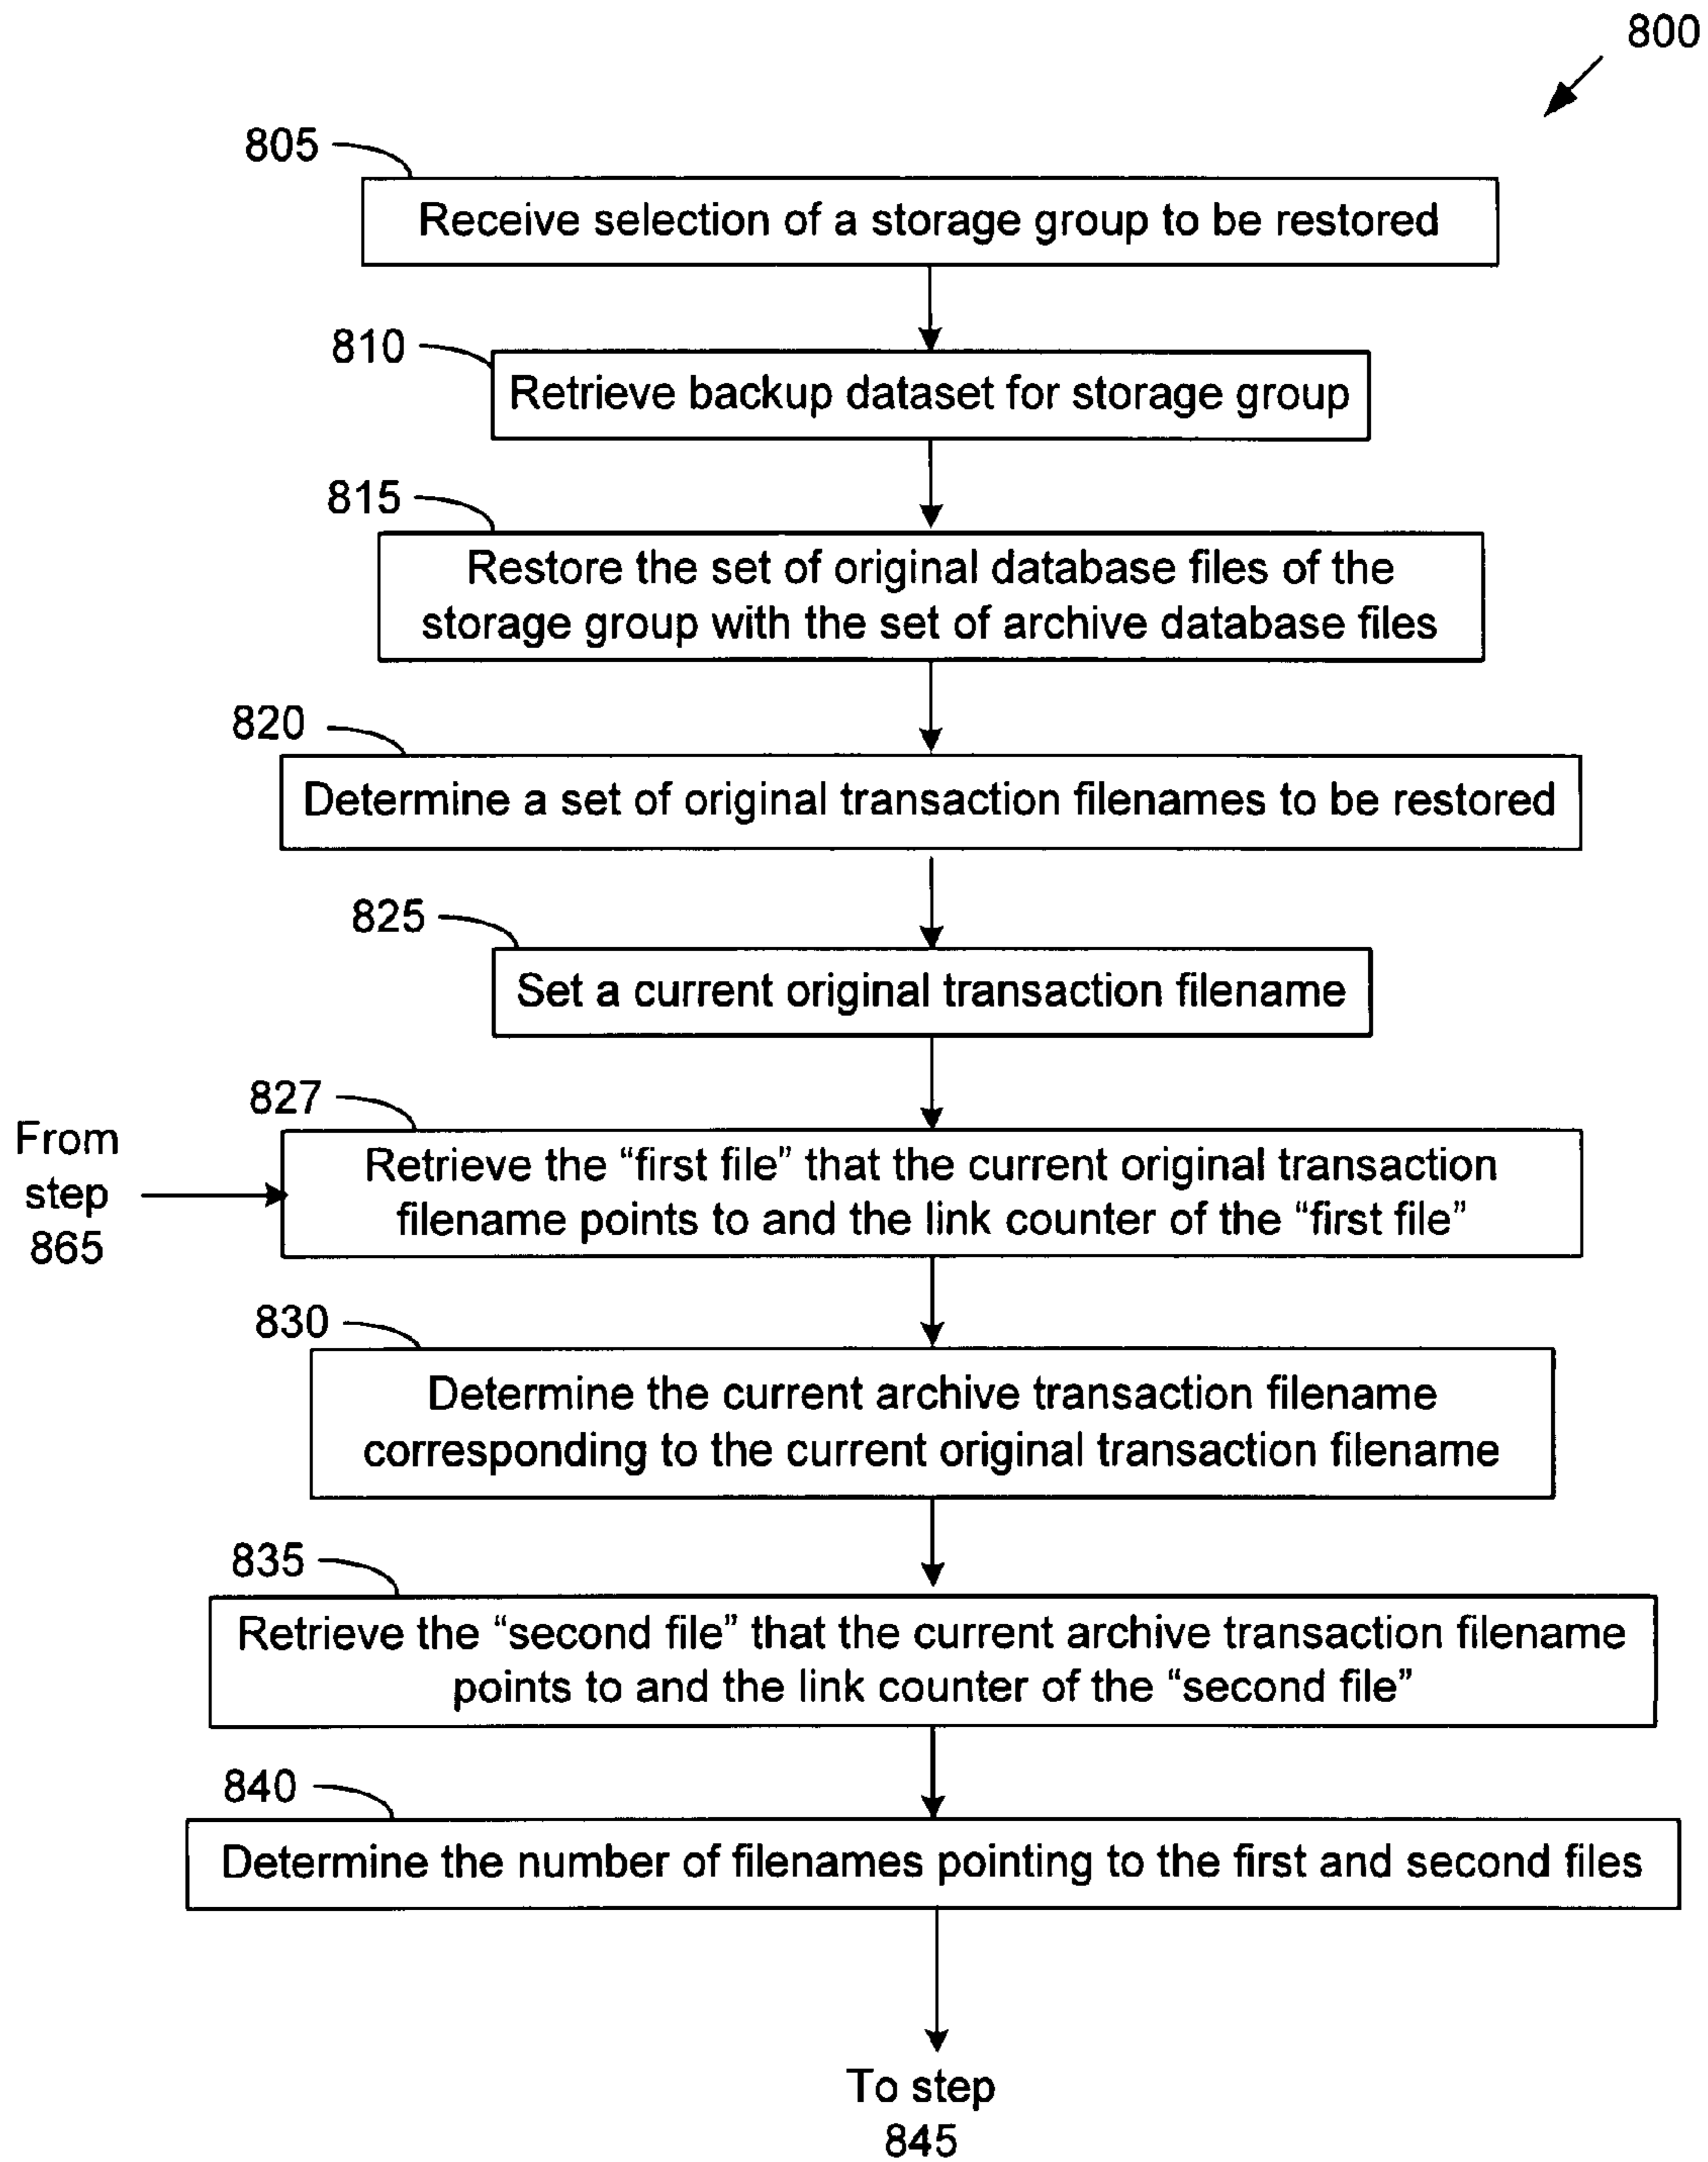 800
805
Receive selection of a storage group to be restored
810
Retrieve backup dataset for storage group
815
Restore the set of original database files of the
storage group with the set of archive database files
820
Determine a set of original transaction filenames to be restored
825
Set a current original transaction filename
827
From
step
865
Retrieve the “first file” that the current original transaction
filename points to and the link counter of the “first file”
830
Determine the current archive transaction filename
corresponding to the current original transaction filename
835
Retrieve the “second file” that the current archive transaction filename
points to and the link counter of the “second file”
840
Determine the number of filenames pointing to the first and second files
To step
845